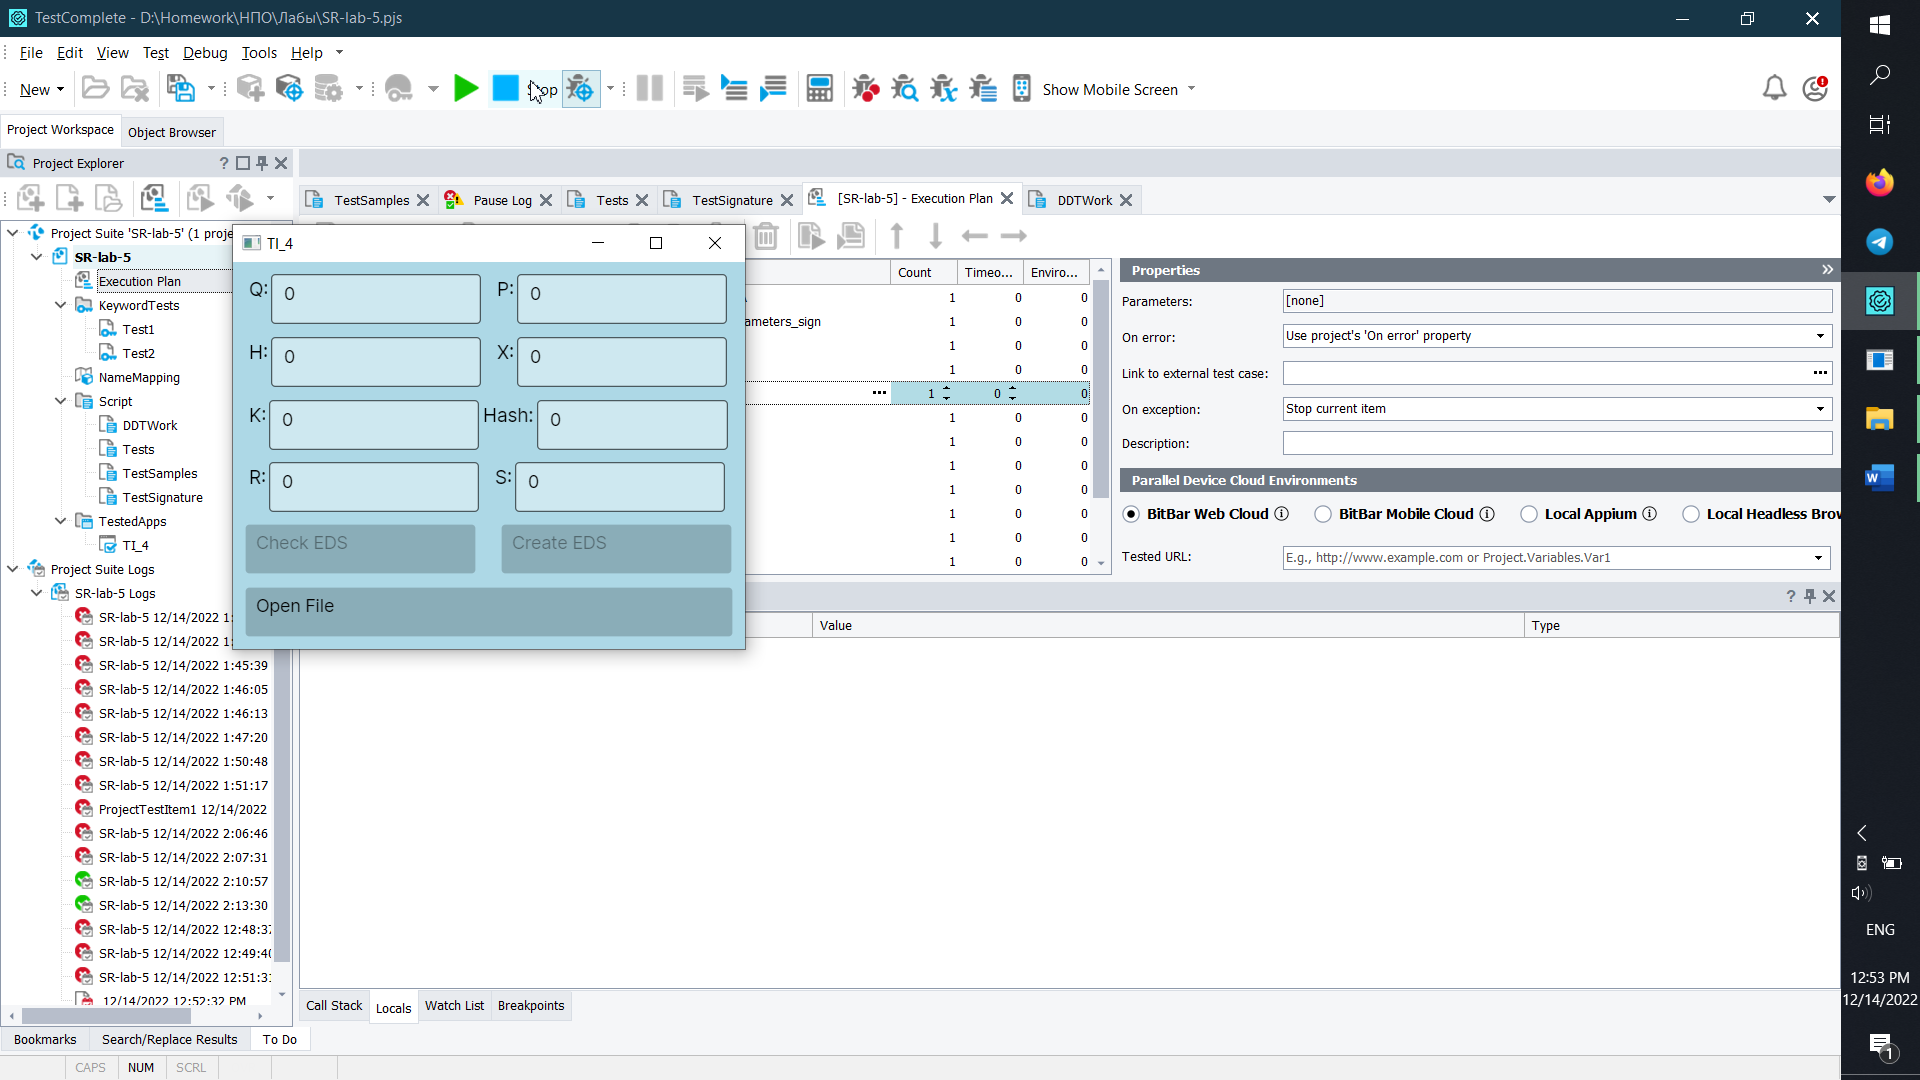 TestComplete - D:\Homework\НПО\Лабы\SR-lab-5.pjs
File Edit View Test Debug Tools Help
New Stop Show Mobile Screen
Project Workspace Object Browser
Project Explorer
TestSamples Pause Log Tests TestSignature [SR-lab-5] - Execution Plan DDTWork
Project Suite 'SR-lab-5' (1 proje
SR-lab-5
Execution Plan
KeywordTests
Test1
Test2
NameMapping
Script
DDTWork
Tests
TestSamples
TestSignature
TestedApps
TI_4
Project Suite Logs
SR-lab-5 Logs
SR-lab-5 12/14/2022 1:
SR-lab-5 12/14/2022 1:
SR-lab-5 12/14/2022 1:45:39
SR-lab-5 12/14/2022 1:46:05
SR-lab-5 12/14/2022 1:46:13
SR-lab-5 12/14/2022 1:47:20
SR-lab-5 12/14/2022 1:50:48
SR-lab-5 12/14/2022 1:51:17
ProjectTestItem1 12/14/2022
SR-lab-5 12/14/2022 2:06:46
SR-lab-5 12/14/2022 2:07:31
SR-lab-5 12/14/2022 2:10:57
SR-lab-5 12/14/2022 2:13:30
SR-lab-5 12/14/2022 12:48:37
SR-lab-5 12/14/2022 12:49:40
SR-lab-5 12/14/2022 12:51:31
12/14/2022 12:52:32 PM
TI_4
Q: 0 P: 0
H: 0 X: 0
K: 0 Hash: 0
R: 0 S: 0
Check EDS Create EDS
Open File
Count Timeo... Enviro...
1 0 0
ameters_sign 1 0 0
1 0 0
1 0 0
... 1 0 0
1 0 0
1 0 0
1 0 0
1 0 0
1 0 0
1 0 0
1 0 0
Properties
Parameters: [none]
On error: Use project's 'On error' property
Link to external test case: ...
On exception: Stop current item
Description:
Parallel Device Cloud Environments
BitBar Web Cloud BitBar Mobile Cloud Local Appium Local Headless Brow
Tested URL: E.g., http://www.example.com or Project.Variables.Var1
Value Type
Call Stack Locals Watch List Breakpoints
Bookmarks Search/Replace Results To Do
CAPS NUM SCRL
ENG
12:53 PM
12/14/2022
1